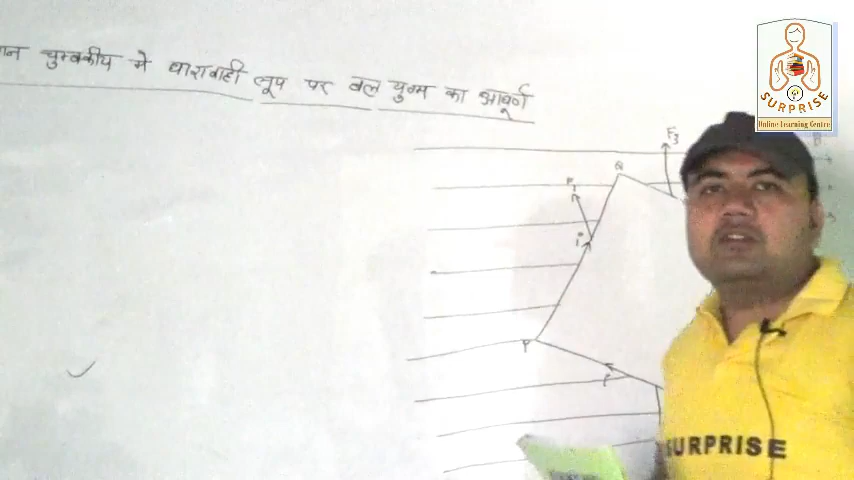 चुम्बकीय मे धारावाही लूप पर बल युग्म का आघूर्ण
F₃
Q
F₁
i
P
i
SURPRISE
Online Learning Centre
SURPRISE